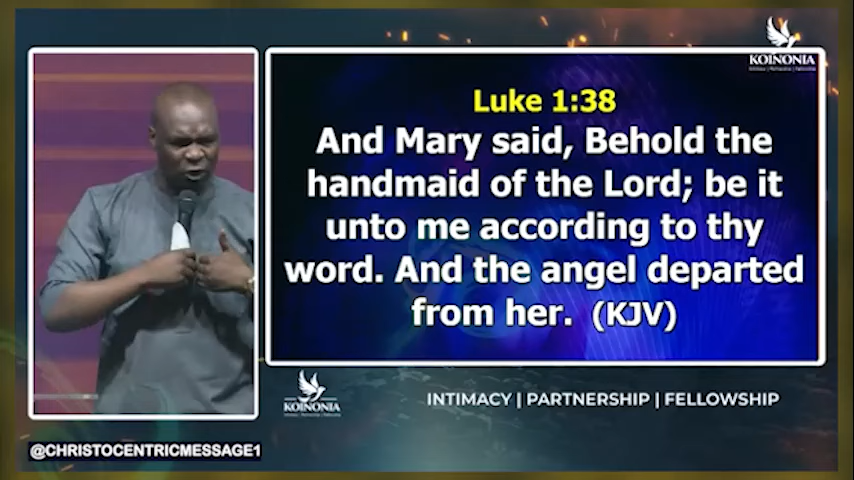 KOINONIA
Luke 1:38
And Mary said, Behold the
handmaid of the Lord; be it
unto me according to thy
word. And the angel departed
from her. (KJV)
KOINONIA
INTIMACY | PARTNERSHIP | FELLOWSHIP
@CHRISTOCENTRICMESSAGE1